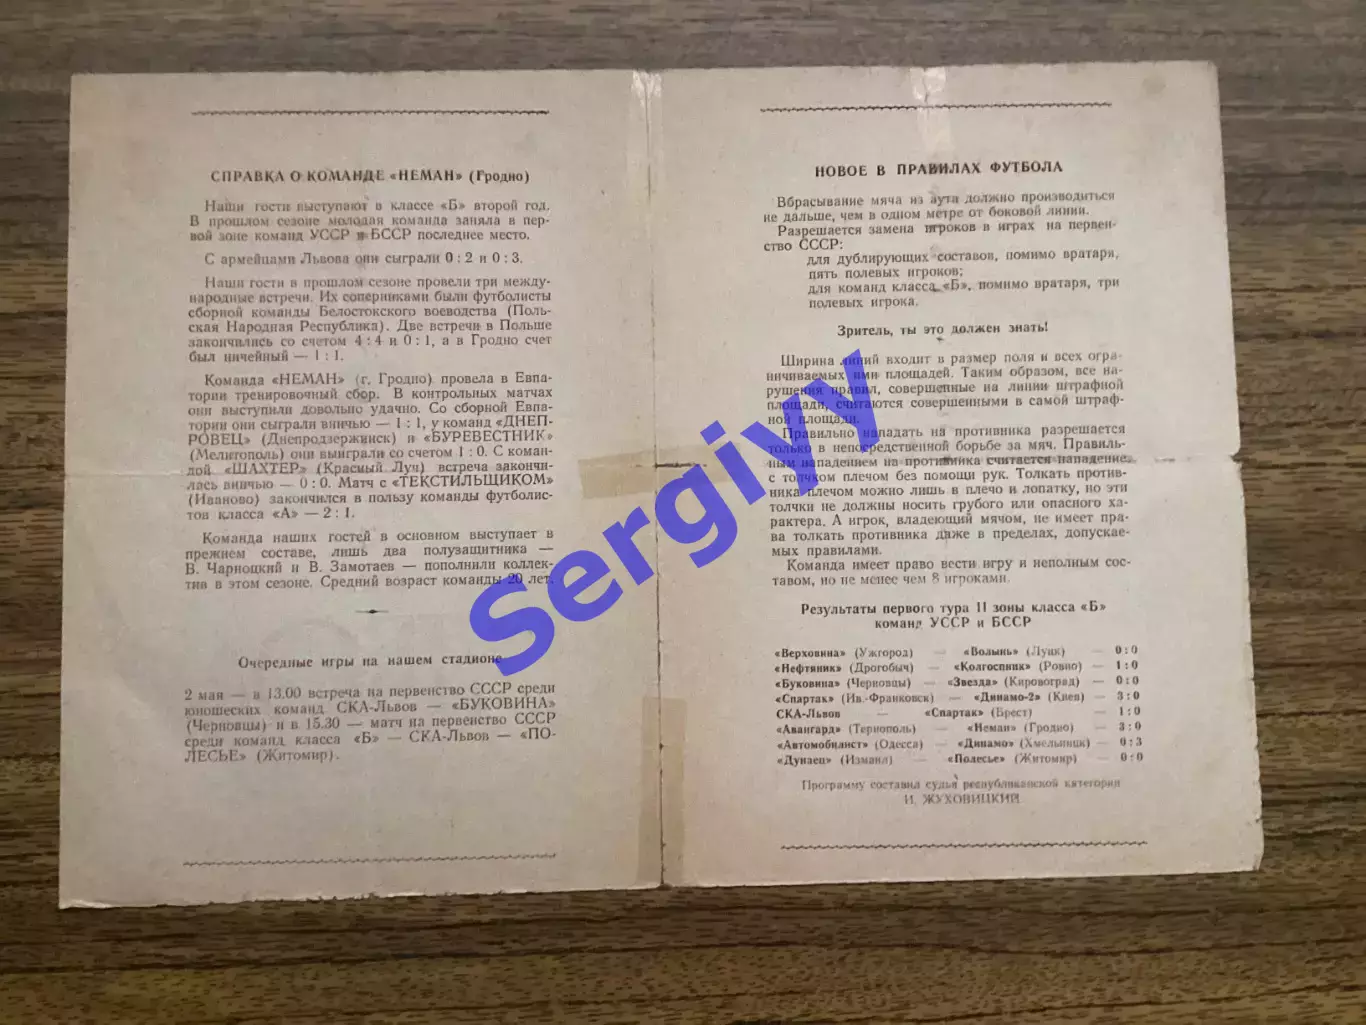 СПРАВКА О КОМАНДЕ «НЕМАН» (Гродно)
Наши гости выступают в классе «Б» второй год.
В прошлом сезоне молодая команда заняла в пер-
вой зоне команд УССР и БССР последнее место.
С армейцами Львова они сыграли 0:2 и 0:3.
Наши гости в прошлом сезоне провели три между-
народные встречи. Их соперниками были футболисты
сборной команды Белостокского воеводства (Поль-
ская Народная Республика). Две встречи в Польше
закончились со счетом 4:4 и 0:1, а в Гродно счет
был ничейный — 1:1.
Команда «НЕМАН» (г. Гродно) провела в Евпа-
тории тренировочный сбор. В контрольных матчах
они выступили довольно удачно. Со сборной Евпа-
тории они сыграли вничью — 1:1, у команд «ДНЕП-
РОВЕЦ» (Днепродзержинск) и «БУРЕВЕСТНИК»
(Мелитополь) они выиграли со счетом 1:0. С коман-
дой «ШАХТЕР» (Красный Луч) встреча закончи-
лась вничью — 0:0. Матч с «ТЕКСТИЛЬЩИКОМ»
(Иваново) закончился в пользу команды футболис-
тов класса «А» — 2:1.
Команда наших гостей в основном выступает в
прежнем составе, лишь два полузащитника —
В. Чарноцкий и В. Замотаев — пополнили коллек-
тив в этом сезоне. Средний возраст команды 20 лет.
Очередные игры на нашем стадионе
2 мая — в 13.00 встреча на первенство СССР среди
юношеских команд СКА-Львов — «БУКОВИНА»
(Черновцы) и в 15.30 — матч на первенство СССР
среди команд класса «Б» — СКА-Львов — «ПО-
ЛЕСЬЕ» (Житомир).
НОВОЕ В ПРАВИЛАХ ФУТБОЛА
Вбрасывание мяча из аута должно производиться
не дальше, чем в одном метре от боковой линии.
Разрешается замена игроков в играх на первен-
ство СССР:
для дублирующих составов, помимо вратаря,
пять полевых игроков;
для команд класса «Б», помимо вратаря, три
полевых игрока.
Зритель, ты это должен знать!
Ширина линий входит в размер поля и всех огра-
ничиваемых ими площадей. Таким образом, все на-
рушения правил, совершенные на линии штрафной
площади, считаются совершенными в самой штраф-
ной площади.
Правильно нападать на противника разрешается
только в непосредственной борьбе за мяч. Правиль-
ным нападением на противника считается нападение
с толчком плечом без помощи рук. Толкать против-
ника плечом можно лишь в плечо и лопатку, но эти
толчки не должны носить грубого или опасного ха-
рактера. А игрок, владеющий мячом, не имеет пра-
ва толкать противника даже в пределах, допускае-
мых правилами.
Команда имеет право вести игру и неполным сос-
тавом, но не менее чем 8 игроками.
Результаты первого тура II зоны класса «Б»
команд УССР и БССР
«Верховина» (Ужгород) — «Волынь» (Луцк) — 0:0
«Нефтяник» (Дрогобыч) — «Колгоспник» (Ровно) — 1:0
«Буковина» (Черновцы) — «Звезда» (Кировоград) — 0:0
«Спартак» (Ив.-Франковск) — «Динамо-2» (Киев) — 3:0
СКА-Львов — «Спартак» (Брест) — 1:0
«Авангард» (Тернополь) — «Неман» (Гродно) — 3:0
«Автомобилист» (Одесса) — «Динамо» (Хмельницк) — 0:3
«Дунаец» (Измаил) — «Полесье» (Житомир) — 0:0
Программу составил судья республиканской категории
И. ЖУХОВИЦКИЙ
Sergiyy